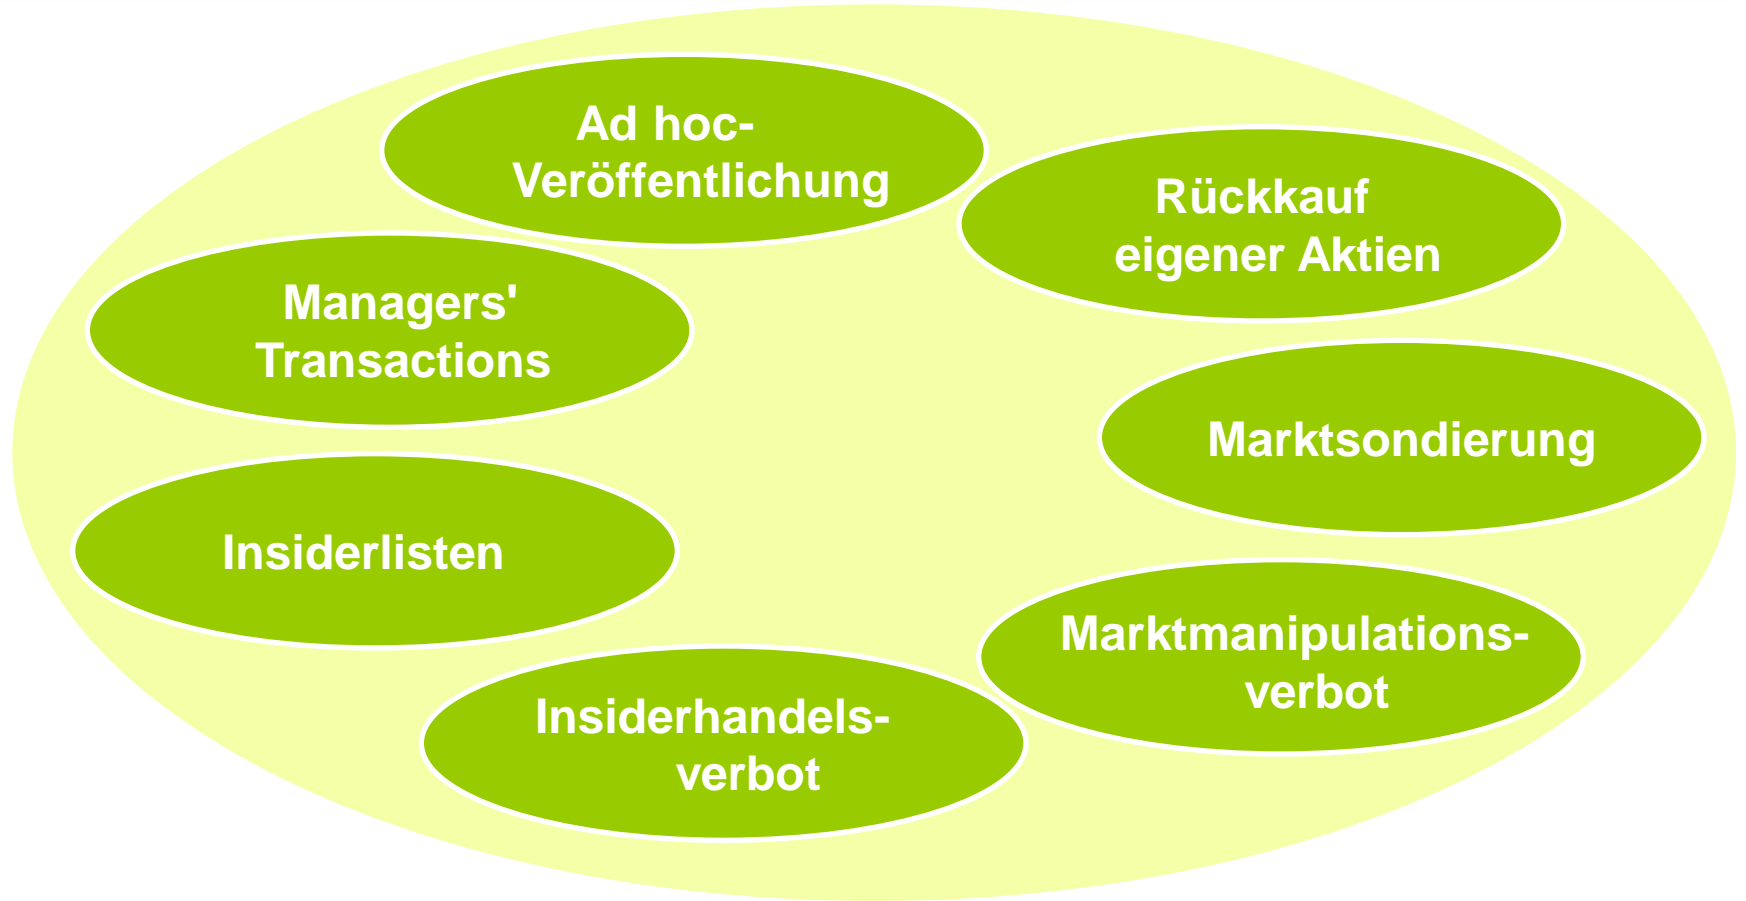 Ad hoc-
Veröffentlichung
Rückkauf
eigener Aktien
Managers'
Transactions
Marktsondierung
Insiderlisten
Marktmanipulations-
verbot
Insiderhandels-
verbot